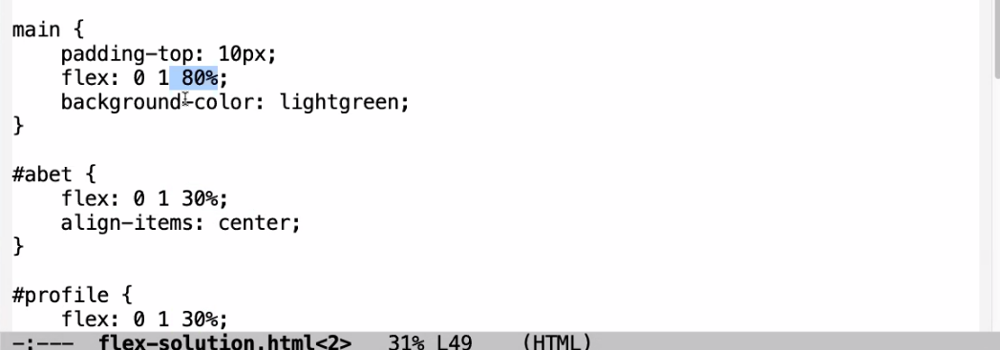 main {
    padding-top: 10px;
    flex: 0 1 80%;
    background-color: lightgreen;
}

#abet {
    flex: 0 1 30%;
    align-items: center;
}

#profile {
    flex: 0 1 30%;
-:--- flex-solution.html<2> 31% L49 (HTML)